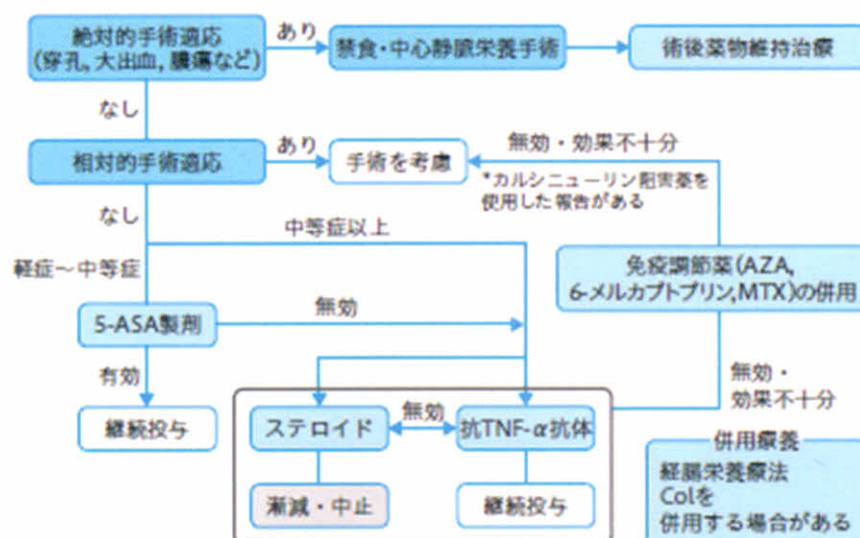 絶対的手術適応
(穿孔,大出血,膿瘍など)
あり
禁食・中心静脈栄養手術
術後薬物維持治療
なし
相対的手術適応
あり
手術を考慮
無効・効果不十分
*カルシニューリン阻害薬を
使用した報告がある
なし
中等症以上
軽症～中等症
免疫調節薬(AZA,
6-メルカプトプリン,MTX)の併用
5-ASA製剤
無効
有効
継続投与
無効・
効果不十分
ステロイド
無効
抗TNF-α抗体
漸減・中止
継続投与
併用療養
経腸栄養療法
Colを
併用する場合がある